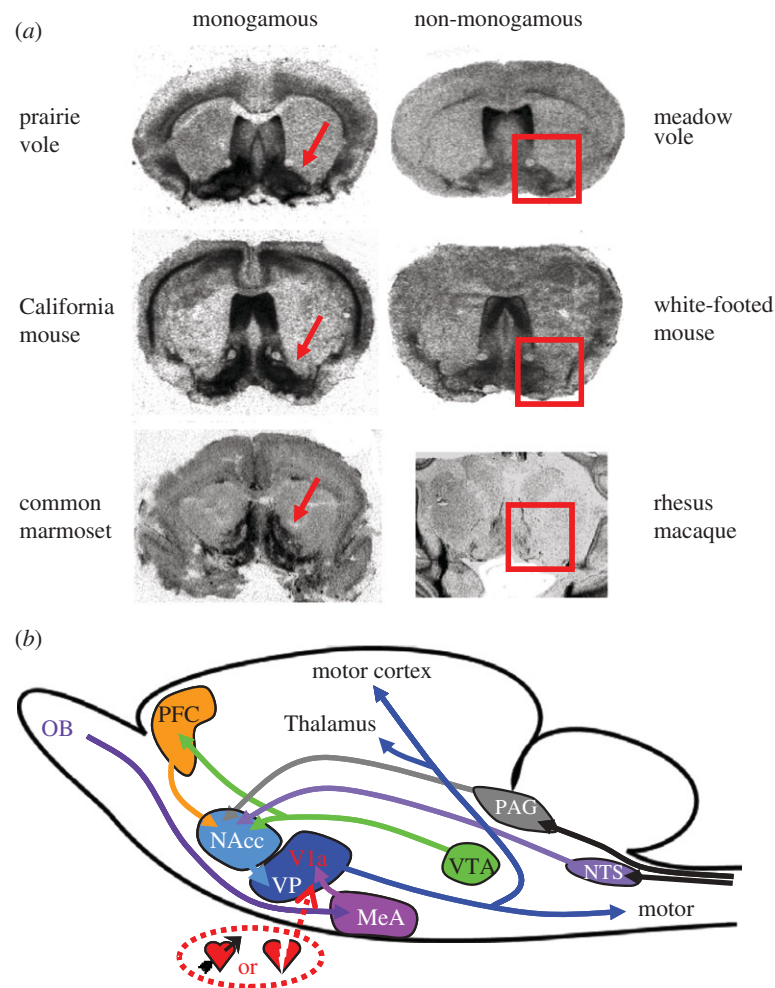 monogamous non-monogamous
(a)
prairie
vole
meadow
vole
California
mouse
white-footed
mouse
common
marmoset
rhesus
macaque
(b)
motor cortex
Thalamus
OB
PFC
NAcc
V1a
VP
MeA
VTA
PAG
NTS
motor
or